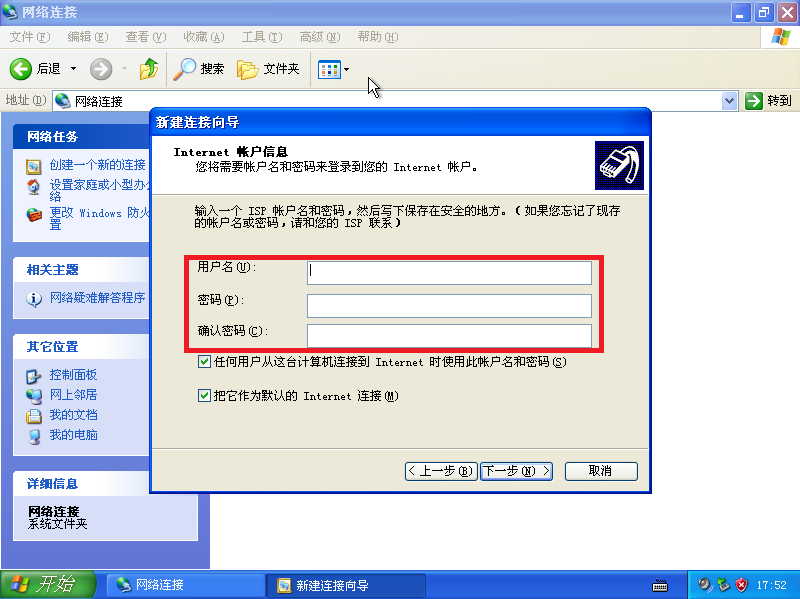 网络连接
文件(F) 编辑(E) 查看(V) 收藏(A) 工具(T) 高级(N) 帮助(H)
后退 搜索 文件夹
地址(D) 网络连接 转到
网络任务
创建一个新的连接
设置家庭或小型办公
络
更改 Windows 防火
置
相关主题
网络疑难解答程序
其它位置
控制面板
网上邻居
我的文档
我的电脑
详细信息
网络连接
系统文件夹
新建连接向导
Internet 帐户信息
您将需要帐户名和密码来登录到您的 Internet 帐户。
输入一个 ISP 帐户名和密码，然后写下保存在安全的地方。（如果您忘记了现存
的帐户名或密码，请和您的 ISP 联系）
用户名(U):
密码(P):
确认密码(C):
任何用户从这台计算机连接到 Internet 时使用此帐户名和密码(S)
把它作为默认的 Internet 连接(M)
<上一步(B) 下一步(N)> 取消
开始 网络连接 新建连接向导 17:52